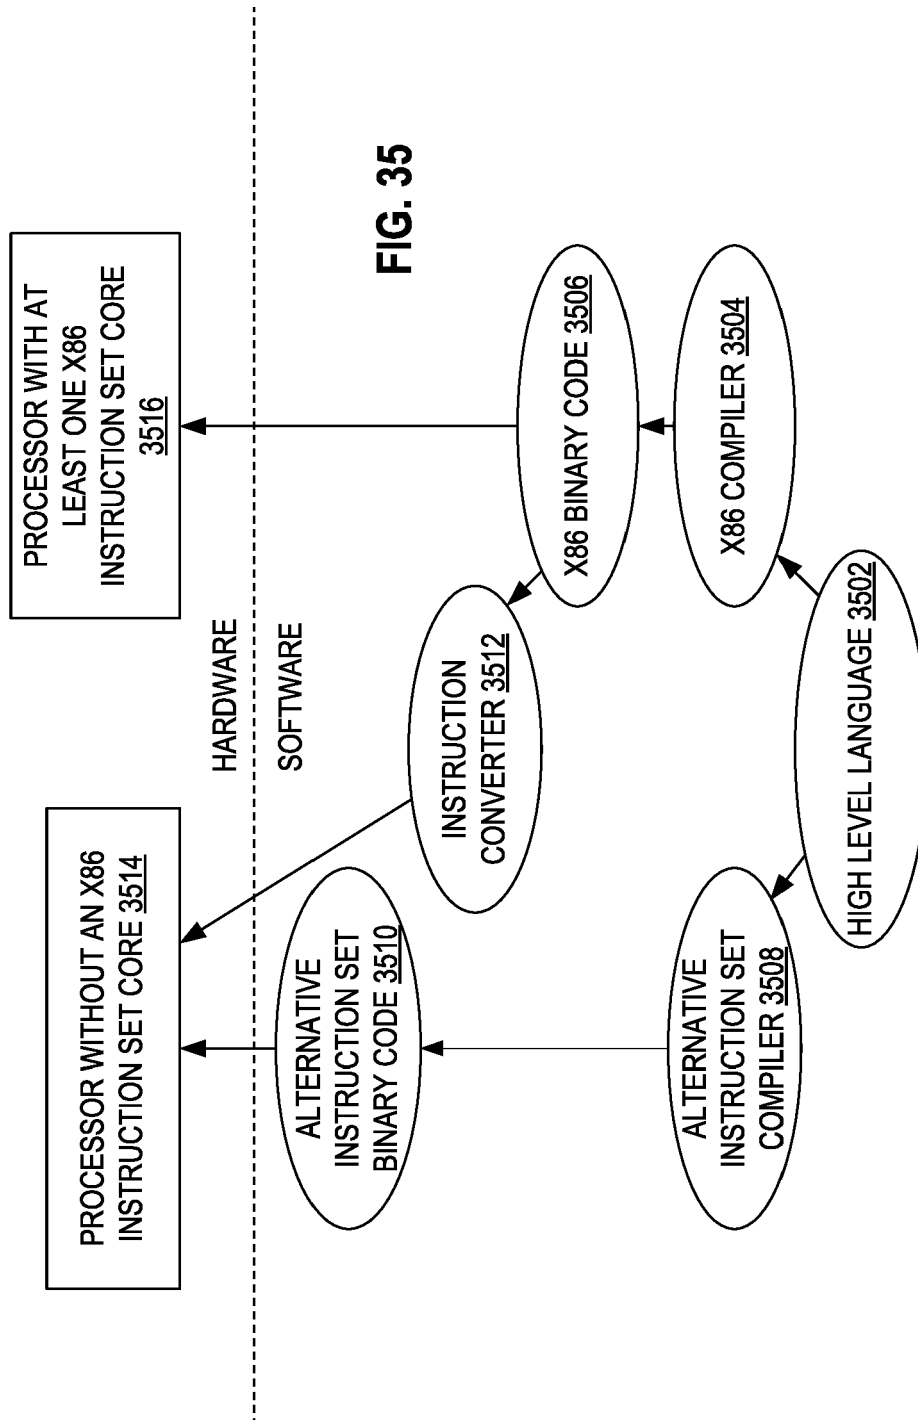 PROCESSOR WITHOUT AN X86
INSTRUCTION SET CORE 3514
PROCESSOR WITH AT
LEAST ONE X86
INSTRUCTION SET CORE
3516
HARDWARE
SOFTWARE
ALTERNATIVE
INSTRUCTION SET
BINARY CODE 3510
INSTRUCTION
CONVERTER 3512
FIG. 35
X86 BINARY CODE 3506
ALTERNATIVE
INSTRUCTION SET
COMPILER 3508
X86 COMPILER 3504
HIGH LEVEL LANGUAGE 3502